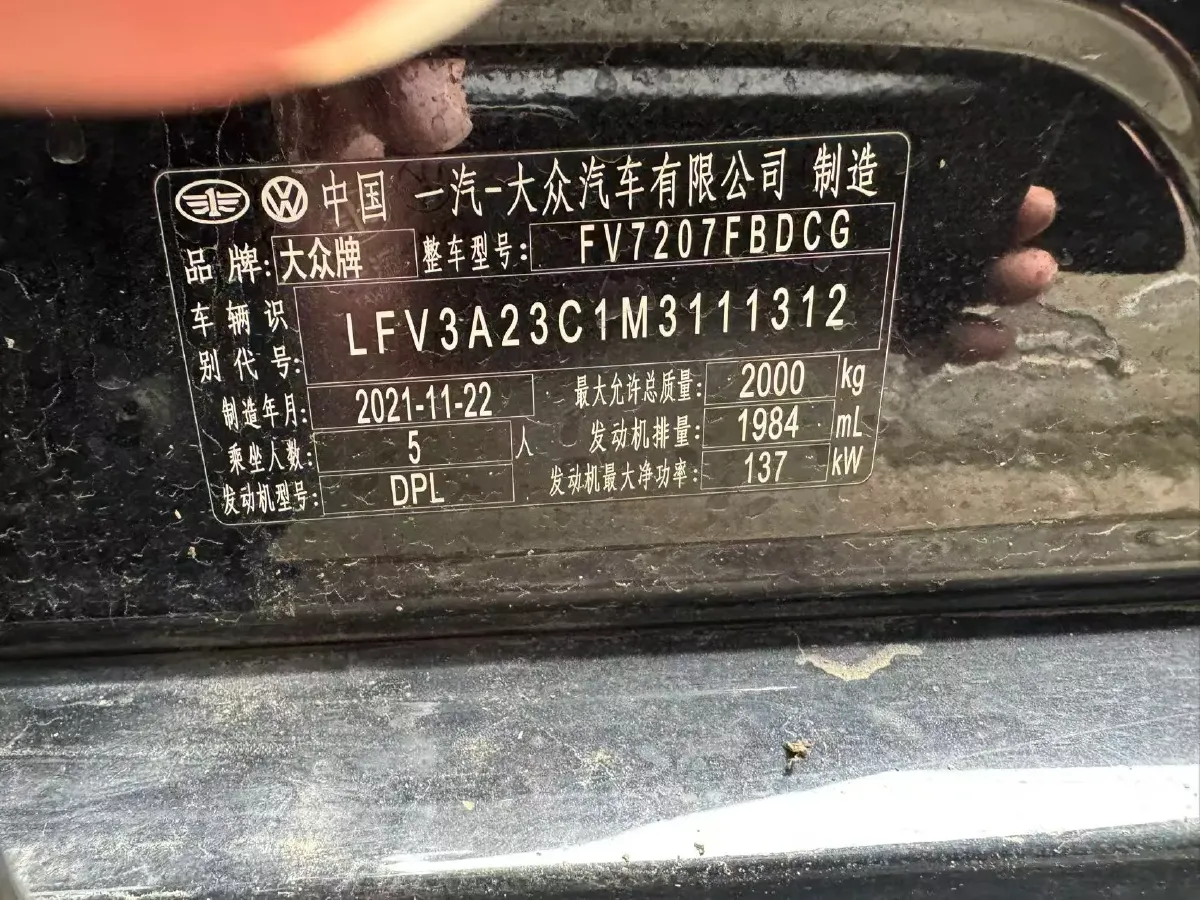 中国 一汽-大众汽车有限公司 制造
品牌: 大众牌 整车型号: FV7207FBDCG
车辆识别代号: LFV3A23C1M3111312
制造年月: 2021-11-22 最大允许总质量: 2000 kg
乘坐人数: 5 人 发动机排量: 1984 mL
发动机型号: DPL 发动机最大净功率: 137 kW